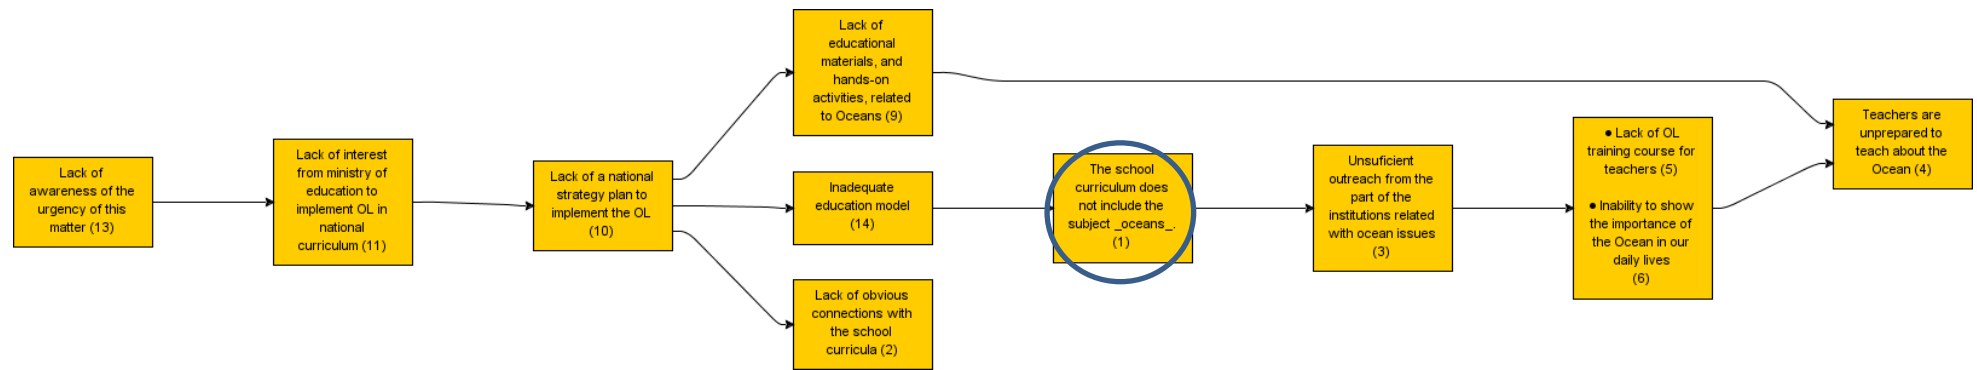 Lack of
awareness of the
urgency of this
matter (13)
Lack of interest
from ministry of
education to
implement OL in
national
curriculum (11)
Lack of a national
strategy plan to
implement the OL
(10)
Lack of
educational
materials, and
hands-on
activities, related
to Oceans (9)
Inadequate
education model
(14)
Lack of obvious
connections with
the school
curricula (2)
The school
curriculum does
not include the
subject _oceans_.
(1)
Unsuficient
outreach from the
part of the
institutions related
with ocean issues
(3)
● Lack of OL
training course for
teachers (5)
● Inability to show
the importance of
the Ocean in our
daily lives
(6)
Teachers are
unprepared to
teach about the
Ocean (4)